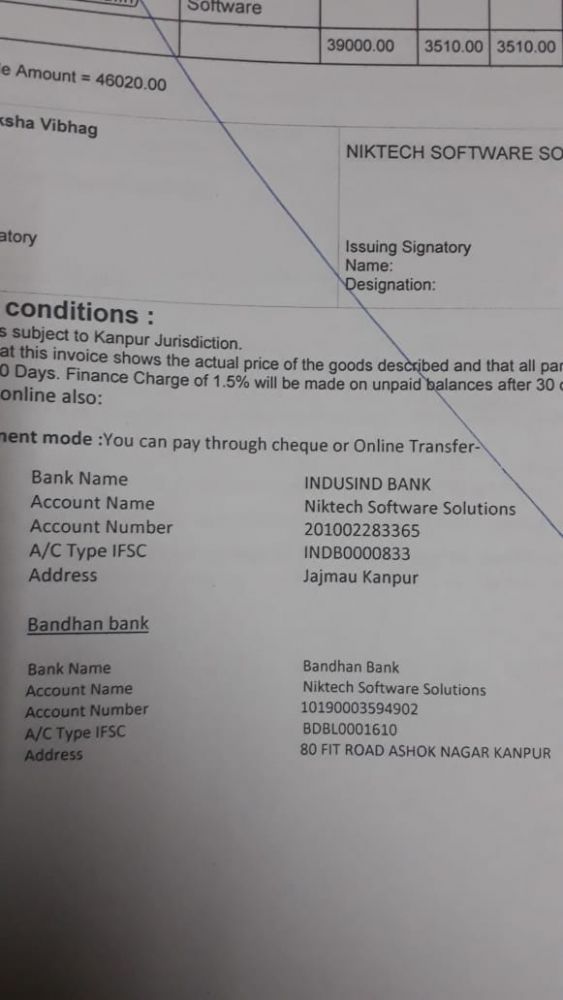 Software
39000.00 3510.00 3510.00
e Amount = 46020.00
ksha Vibhag
NIKTECH SOFTWARE SO
atory
Issuing Signatory
Name:
Designation:
conditions :
s subject to Kanpur Jurisdiction.
at this invoice shows the actual price of the goods described and that all par
0 Days. Finance Charge of 1.5% will be made on unpaid balances after 30
online also:
ment mode :You can pay through cheque or Online Transfer-
Bank Name INDUSIND BANK
Account Name Niktech Software Solutions
Account Number 201002283365
A/C Type IFSC INDB0000833
Address Jajmau Kanpur
Bandhan bank
Bank Name Bandhan Bank
Account Name Niktech Software Solutions
Account Number 10190003594902
A/C Type IFSC BDBL0001610
Address 80 FIT ROAD ASHOK NAGAR KANPUR